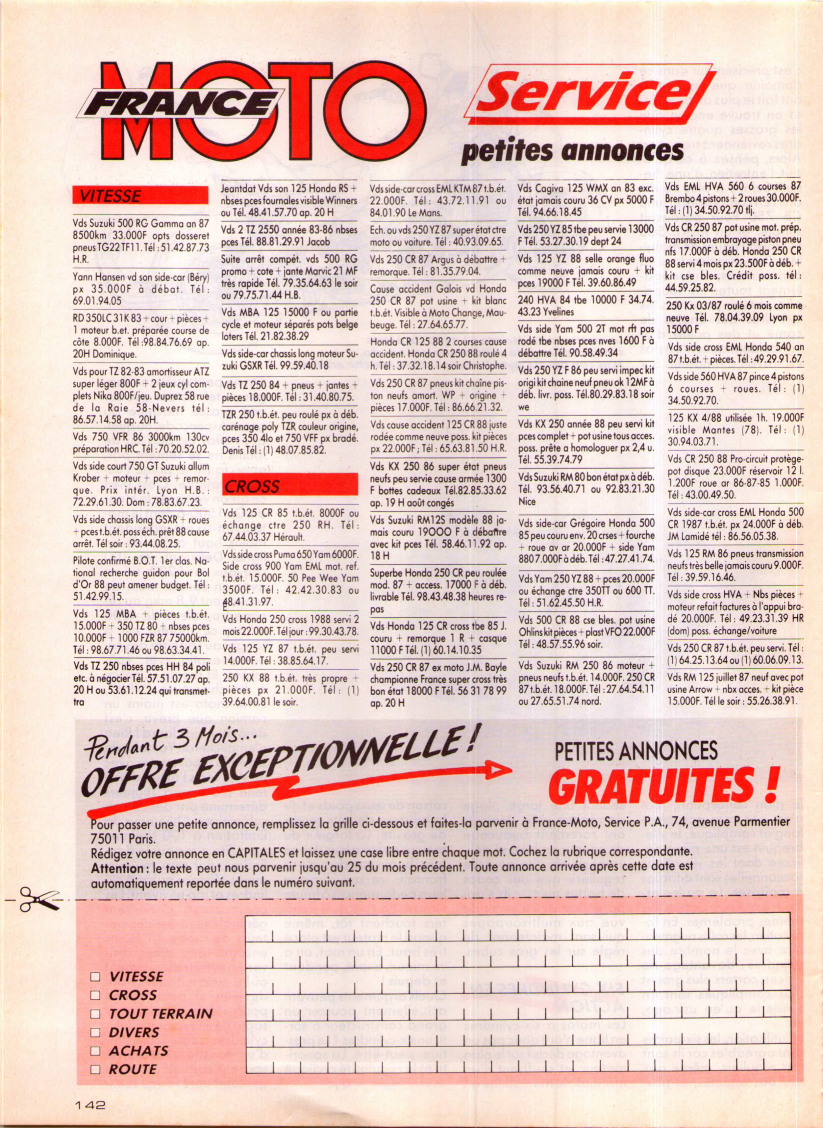 FRANCE
MOTO
Service
petites annonces
VITESSE
Vds Suzuki 500 RG Gamma an 87
8500km 33.000F opts dosseret
pneus TG22 TF11. Tél : 51.42.87.73
H.R.
Yann Hansen vd son side-car (Béry)
px 35.000F à débat. Tél :
69.01.94.05
RD 350LC 31K 83 + cour + pièces +
1 moteur b.et. préparée course de
côte 8.000F. Tél :98.84.76.69 ap.
20H Dominique.
Vds pour TZ 82-83 amortisseur ATZ
super léger 800F + 2 jeux cyl com-
plets Nika 800F/jeu. Duprez 58 rue
de la Raie 58-Nevers tél :
86.57.14.58 ap. 20H.
Vds 750 VFR 86 3000km 130cv
préparation HRC. Tél : 70.20.52.02.
Vds side court 750 GT Suzuki allum
Krober + moteur + pces + remor-
que. Prix intér. Lyon H.B. :
72.29.61.30. Dom : 78.83.67.23.
Vds side chassis long GSXR + roues
+ pces t.b.ét. poss éch. prêt 88 cause
arrêt. Tél soir : 93.44.08.25.
Pilote confirmé B.O.T. 1er clas. Na-
tional recherche guidon pour Bol
d'Or 88 peut amener budget. Tél :
51.42.99.15.
Vds 125 MBA + pièces t.b.ét.
15.000F + 350 TZ 80 + nbses pces
10.000F + 1000 FZR 87 75000km.
Tél : 98.67.71.46 ou 98.63.34.41.
Vds TZ 250 nbses pces HH 84 poli
etc. à négocier Tél. 57.51.07.27 ap.
20 H ou 53.61.12.24 qui transmet-
tra
Jeantdat Vds son 125 Honda RS +
nbses pces fournales visible Winners
ou Tél. 48.41.57.70 ap. 20 H
Vds 2 TZ 2550 année 83-86 nbses
pces Tél. 88.81.29.91 Jacob
Suite arrêt compét. vds 500 RG
promo + cote + jante Marvic 21 MF
très rapide Tél. 79.35.64.63 le soir
ou 79.75.71.44 H.B.
Vds MBA 125 15000 F ou partie
cycle et moteur séparés pots belge
loters Tél. 21.82.38.29
Vds side-car chassis long moteur Su-
zuki GSXR Tél. 99.59.40.18
Vds TZ 250 84 + pneus + jantes +
pièces 18.000F. Tél : 31.40.80.75.
TZR 250 t.b.ét. peu roulé px à déb.
carénage poly TZR couleur origine,
pces 350 4lo et 750 VFF px bradé.
Denis Tél : (1) 48.07.85.82.
CROSS
Vds 125 CR 85 t.b.ét. 8000F ou
échange ctre 250 RH. Tél :
67.44.03.37 Hérault.
Vds side cross Puma 650 Yam 6000F.
Side cross 900 Yam EML mot. ref.
t.b.ét. 15.000F. 50 Pee Wee Yam
3500F. Tél : 42.42.30.83 ou
48.41.31.97.
Vds Honda 250 cross 1988 servi 2
mois 22.000F. Tél jour : 99.30.43.78.
Vds 125 YZ 87 t.b.ét. peu servi
14.000F. Tél : 38.85.64.17.
250 KX 88 t.b.ét. très propre +
pièces px 21.000F. Tél : (1)
39.64.00.81 le soir.
Vds side-car cross EML KTM 87 t.b.ét.
22.000F. Tél : 43.72.11.91 ou
84.01.90 Le Mans.
Ech. ou vds 250 YZ 87 super état ctre
moto ou voiture. Tél : 40.93.09.65.
Vds 250 CR 87 Argus à débattre +
remorque. Tél : 81.35.79.04.
Cause accident Galois vd Honda
250 CR 87 pot usine + kit blanc
t.b.ét. Visible à Moto Change, Mau-
beuge. Tél : 27.64.65.77.
Honda CR 125 88 2 courses cause
accident. Honda CR 250 88 roulé 4
h. Tél : 37.32.18.14 soir Christophe.
Vds 250 CR 87 pneus kit chaîne pis-
ton neufs amort. WP + origine +
pièces 17.000F. Tél : 86.66.21.32.
Vds cause accident 125 CR 88 juste
rodée comme neuve poss. kit pièces
px 22.000F ; Tél : 65.63.81.50 H.R.
Vds KX 250 86 super état pneus
neufs peu servie cause armée 1300
F bottes cadeaux Tél.82.85.33.62
ap. 19 H août congés
Vds Suzuki RM12S modèle 88 ja-
mais couru 19OOO F à débattre
avec kit pces Tél. 58.46.11.92 ap.
18 H
Superbe Honda 250 CR peu roulée
mod. 87 + access. 17000 F à déb.
livrable Tél. 98.43.48.38 heures re-
pas
Vds Honda 125 CR cross tbe 85 J.
couru + remorque 1 R + casque
11000 F Tél. (1) 60.14.10.35
Vds 250 CR 87 ex moto J.M. Bayle
championne France super cross très
bon état 18000 F Tél. 56 31 78 99
ap. 20 H
Vds Cagiva 125 WMX an 83 exc.
état jamais couru 36 CV px 5000 F
Tél. 94.66.18.45
Vds 250 YZ 85 tbe peu servie 13000
F Tél. 53.27.30.19 dept 24
Vds 125 YZ 88 selle orange fluo
comme neuve jamais couru + kit
pces 19000 F Tél. 39.60.86.49
240 HVA 84 tbe 10000 F 34.74.
43.23 Yvelines
Vds side Yam 500 2T mot rft pas
rodé tbe nbses pces nves 1600 F à
débattre Tél. 90.58.49.34
Vds 250 YZ F 86 peu servi impec kit
origi kit chaine neuf pneu ok 12MF à
déb. livr. poss. Tél.80.29.83.18 soir
we
Vds KX 250 année 88 peu servi kit
pces complet + pot usine tous acces.
poss. prête a homologuer px 2,4 u.
Tél. 55.39.74.79
Vds Suzuki RM 80 bon état px à déb.
Tél. 93.56.40.71 ou 92.83.21.30
Nice
Vds side-car Grégoire Honda 500
85 peu couru env. 20 crses + fourche
+ roue av ar 20.000F + side Yam
880 7.000F à déb. Tél : 47.27.41.74.
Vds Yam 250 YZ 88 + pces 20.000F
ou échange ctre 350TT ou 600 TT.
Tél : 51.62.45.50 H.R.
Vds 500 CR 88 cse bles. pot usine
Ohlins kit pièces + plast VFO 22.000F
Tél : 48.57.55.96 soir.
Vds Suzuki RM 250 86 moteur +
pneus neufs t.b.ét. 14.000F. 250 CR
87 t.b.ét. 18.000F. Tél : 27.64.54.11
ou 27.65.51.74 nord.
Vds EML HVA 560 6 courses 87
Brembo 4 pistons + 2 roues 30.000F.
Tél : (1) 34.50.92.70 tlj.
Vds CR 250 87 pot usine mot. prép.
transmission embrayage piston pneu
nfs 17.000F à déb. Honda 250 CR
88 servi 4 mois px 23.500F à déb. +
kit cse bles. Crédit poss. tél :
44.59.25.82.
250 Kx 03/87 roulé 6 mois comme
neuve Tél. 78.04.39.09 Lyon px
15000 F
Vds side cross EML Honda 540 an
87 t.b.ét. + pièces. Tél : 49.29.91.67.
Vds side 560 HVA 87 pince 4 pistons
6 courses + roues. Tél : (1)
34.50.92.70.
125 KX 4/88 utilisée 1h. 19.000F
visible Mantes (78). Tél : (1)
30.94.03.71.
Vds CR 250 88 Pro-circuit protège-
pot disque 23.000F réservoir 12 l.
1.200F roue ar 86-87-85 1.000F.
Tél : 43.00.49.50.
Vds side-car cross EML Honda 500
CR 1987 t.b.ét. px 24.000F à déb.
JM Lamidé tél : 86.56.05.38.
Vds 125 RM 86 pneus transmission
neufs très belle jamais couru 9.000F.
Tél : 39.59.16.46.
Vds side cross HVA + Nbs pièces +
moteur refait factures à l'appui bra-
dé 20.000F. Tél : 49.23.31.39 HR
(dom) poss. échange/voiture
Vds 250 CR 87 t.b.ét. peu servi. Tél :
(1) 64.25.13.64 ou (1) 60.06.09.13.
Vds RM 125 juillet 87 neuf avec pot
usine Arrow + nbx acces. + kit pièce
15.000F. Tél le soir : 55.26.38.91.
Pendant 3 Mois...
OFFRE EXCEPTIONNELLE !
PETITES ANNONCES
GRATUITES !
Pour passer une petite annonce, remplissez la grille ci-dessous et faites-la parvenir à France-Moto, Service P.A., 74, avenue Parmentier
75011 Paris.
Rédigez votre annonce en CAPITALES et laissez une case libre entre chaque mot. Cochez la rubrique correspondante.
Attention : le texte peut nous parvenir jusqu'au 25 du mois précédent. Toute annonce arrivée après cette date est
automatiquement reportée dans le numéro suivant.
VITESSE
CROSS
TOUT TERRAIN
DIVERS
ACHATS
ROUTE
142